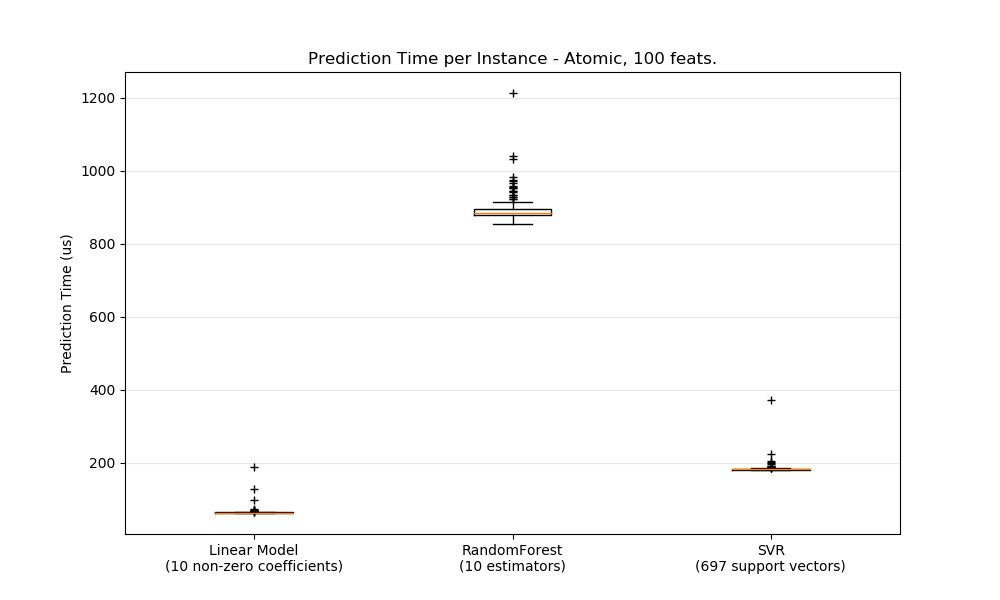 Prediction Time per Instance - Atomic, 100 feats.
Prediction Time (us)
1200
1000
800
600
400
200
Linear Model
(10 non-zero coefficients)
RandomForest
(10 estimators)
SVR
(697 support vectors)